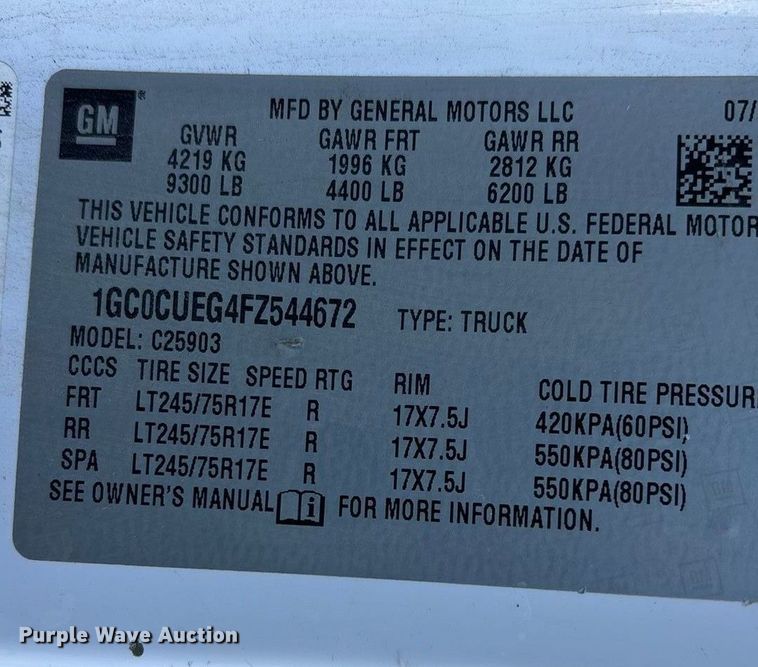 GM
MFD BY GENERAL MOTORS LLC 07/
GVWR GAWR FRT GAWR RR
4219 KG 1996 KG 2812 KG
9300 LB 4400 LB 6200 LB
THIS VEHICLE CONFORMS TO ALL APPLICABLE U.S. FEDERAL MOTOR
VEHICLE SAFETY STANDARDS IN EFFECT ON THE DATE OF
MANUFACTURE SHOWN ABOVE.
1GC0CUEG4FZ544672 TYPE: TRUCK
MODEL: C25903
CCCS TIRE SIZE SPEED RTG RIM COLD TIRE PRESSUR
FRT LT245/75R17E R 17X7.5J 420KPA(60PSI)
RR LT245/75R17E R 17X7.5J 550KPA(80PSI)
SPA LT245/75R17E R 17X7.5J 550KPA(80PSI)
SEE OWNER'S MANUAL i FOR MORE INFORMATION.
GM
GM
Purple Wave Auction